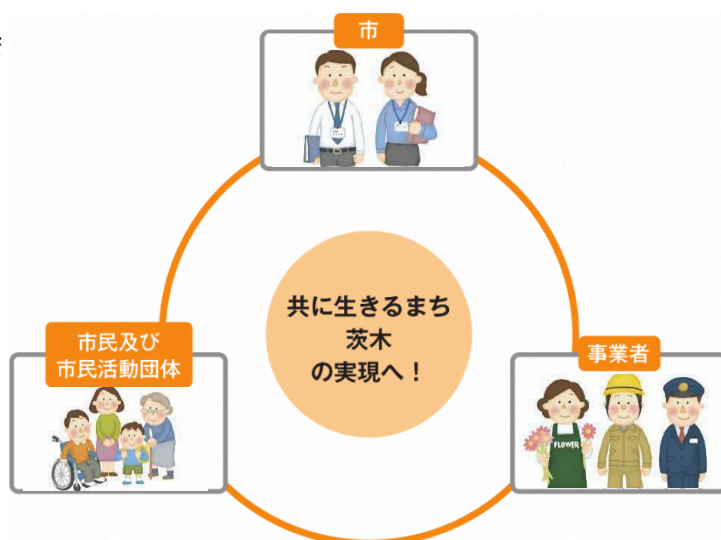 市
共に生きるまち
茨木
の実現へ！
市民及び
市民活動団体
事業者
FLOWER